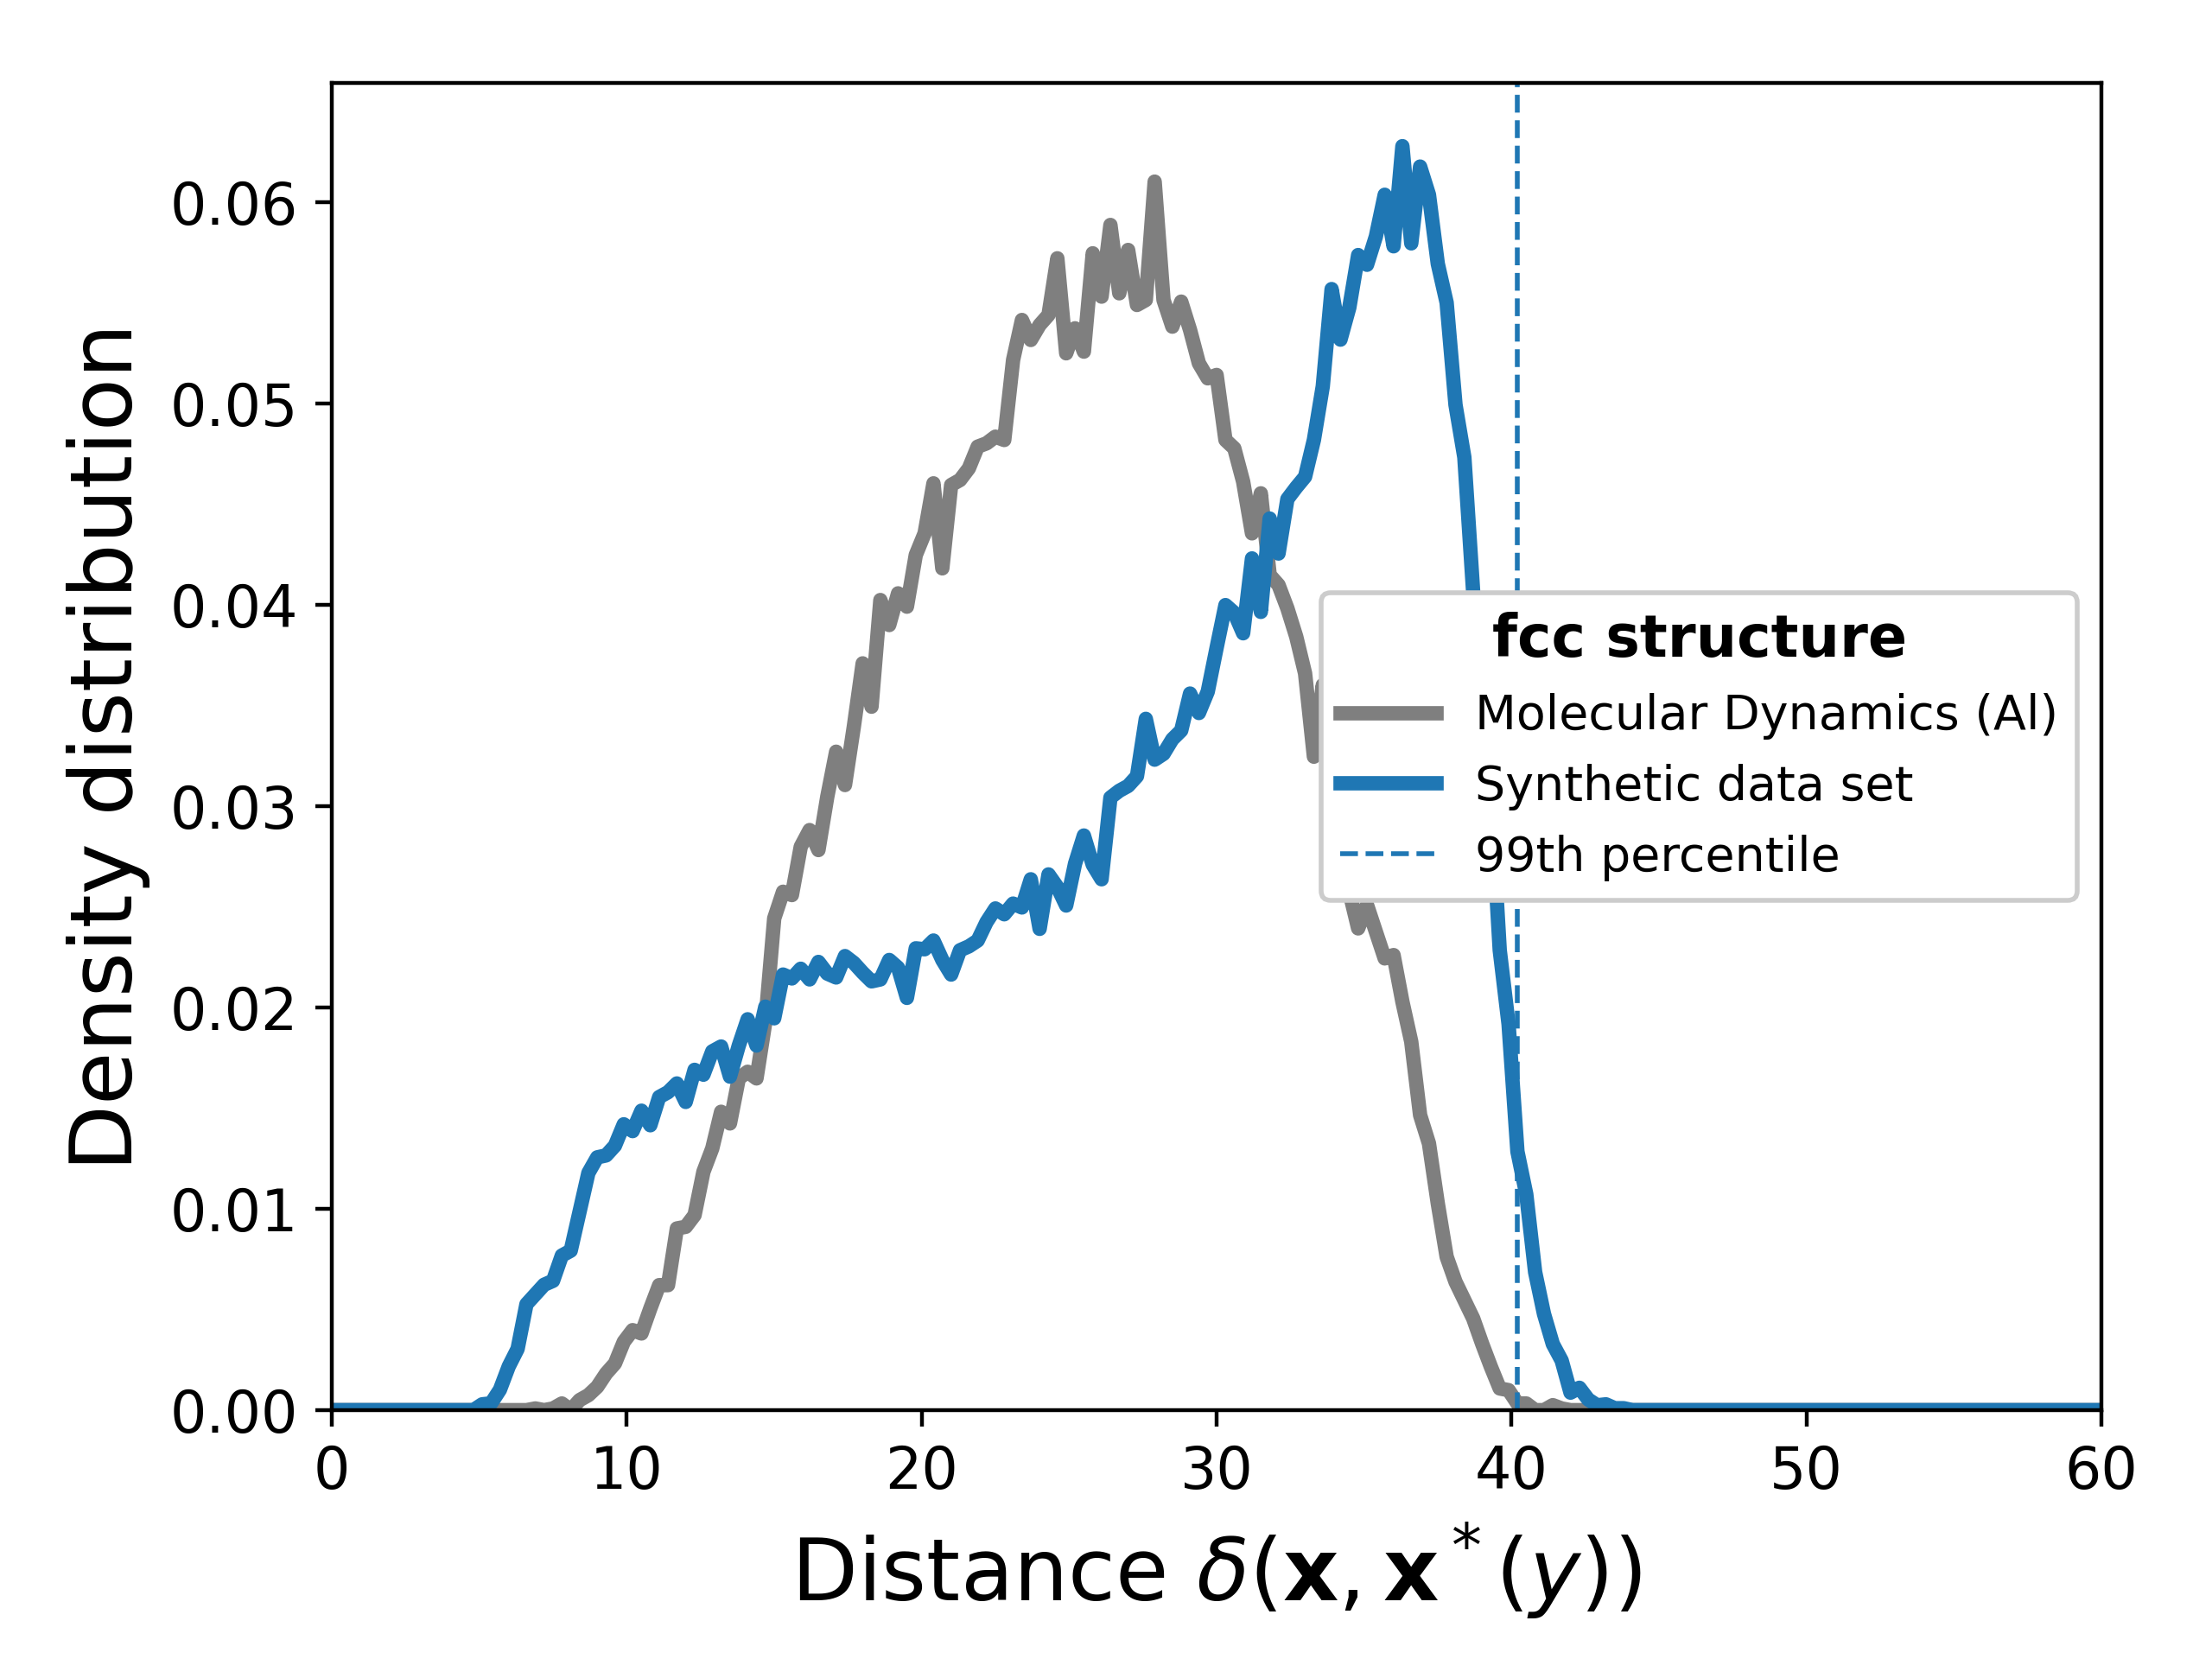 Density distribution
0.06
0.05
0.04
0.03
0.02
0.01
0.00
fcc structure
Molecular Dynamics (Al)
Synthetic data set
99th percentile
0 10 20 30 40 50 60
Distance δ(x, x*(y))